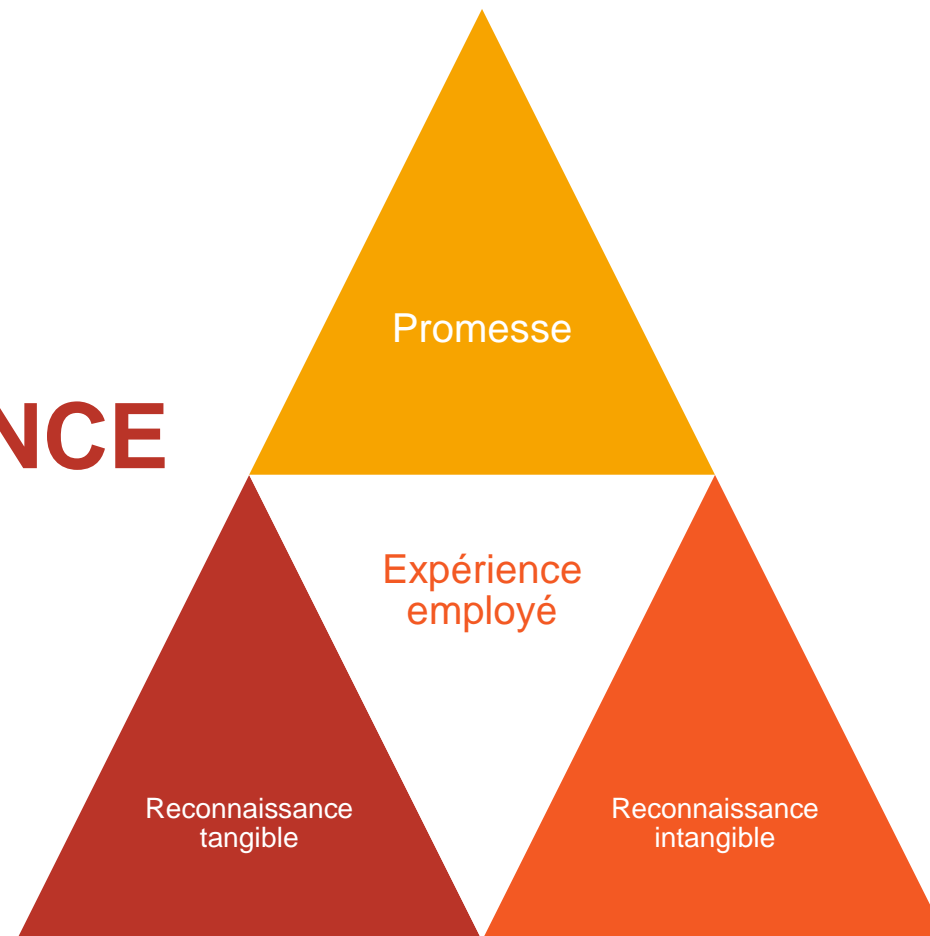 Promesse
NCE
Expérience
employé
Reconnaissance
tangible
Reconnaissance
intangible